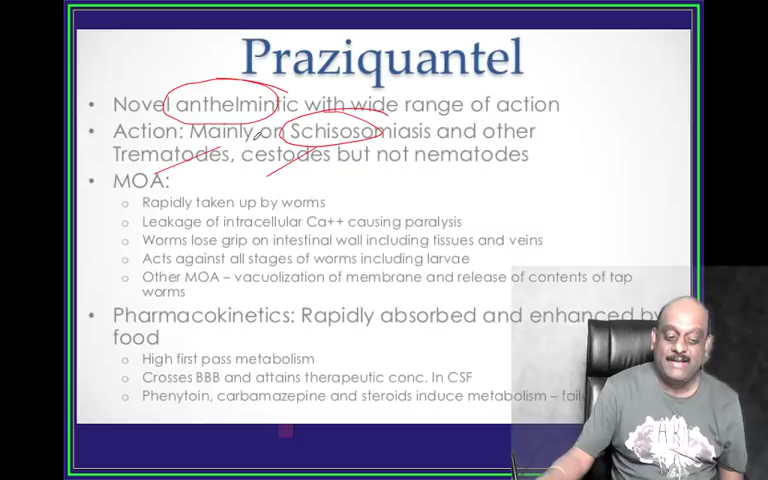 Praziquantel
• Novel anthelmintic with wide range of action
• Action: Mainly on Schisosomiasis and other
Trematodes, cestodes but not nematodes
• MOA:
o Rapidly taken up by worms
o Leakage of intracellular Ca++ causing paralysis
o Worms lose grip on intestinal wall including tissues and veins
o Acts against all stages of worms including larvae
o Other MOA – vacuolization of membrane and release of contents of tap
worms
• Pharmacokinetics: Rapidly absorbed and enhanced by
food
o High first pass metabolism
o Crosses BBB and attains therapeutic conc. In CSF
o Phenytoin, carbamazepine and steroids induce metabolism –